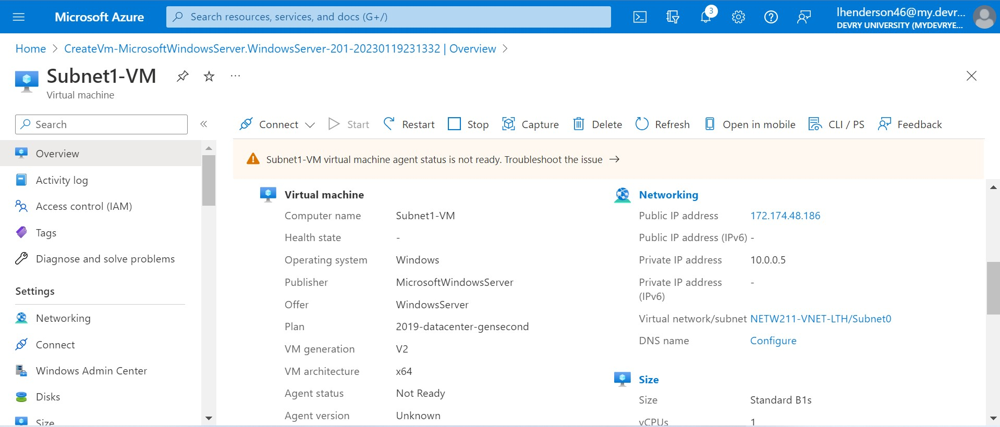 Microsoft Azure
Search resources, services, and docs (G+/)
3
lhenderson46@my.devr...
DEVRY UNIVERSITY (MYDEVRYE...
Home > CreateVm-MicrosoftWindowsServer.WindowsServer-201-20230119231332 | Overview >
Subnet1-VM
...
Virtual machine
Search
«
Connect
Start
Restart
Stop
Capture
Delete
Refresh
Open in mobile
CLI / PS
Feedback
Overview
Activity log
Access control (IAM)
Tags
Diagnose and solve problems
Settings
Networking
Connect
Windows Admin Center
Disks
Size
Subnet1-VM virtual machine agent status is not ready. Troubleshoot the issue →
Virtual machine
Computer name Subnet1-VM
Health state -
Operating system Windows
Publisher MicrosoftWindowsServer
Offer WindowsServer
Plan 2019-datacenter-gensecond
VM generation V2
VM architecture x64
Agent status Not Ready
Agent version Unknown
Networking
Public IP address 172.174.48.186
Public IP address (IPv6) -
Private IP address 10.0.0.5
Private IP address -
(IPv6)
Virtual network/subnet NETW211-VNET-LTH/Subnet0
DNS name Configure
Size
Size Standard B1s
vCPUs 1